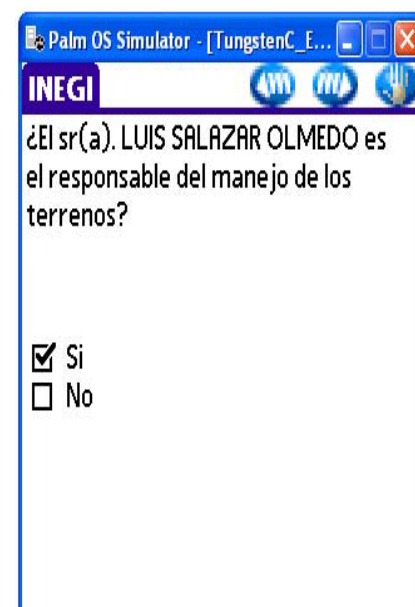 Palm OS Simulator - [TungstenC_E...
INEGI
¿El sr(a). LUIS SALAZAR OLMEDO es
el responsable del manejo de los
terrenos?
Si
No